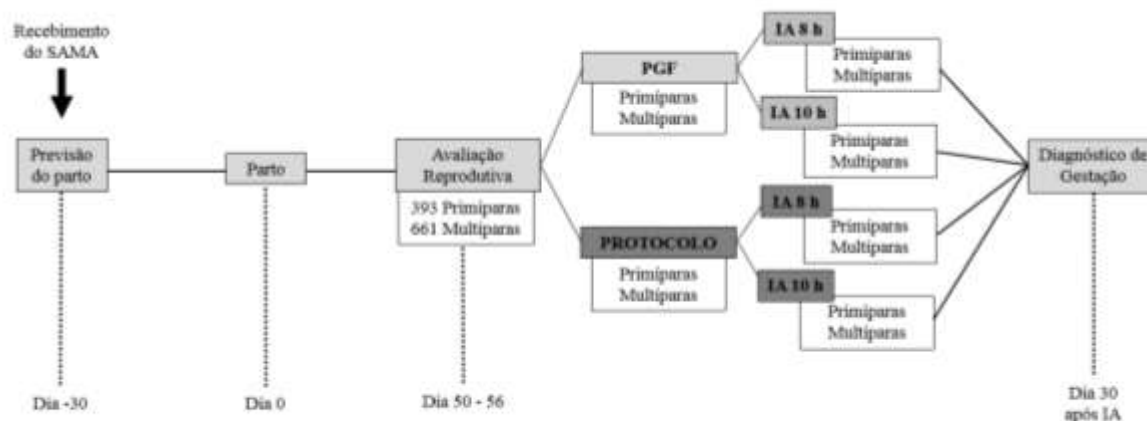 Recebimento
do SAMA
Previsão
do parto
Dia -30
Parto
Dia 0
Avaliação
Reprodutiva
393 Primíparas
661 Multíparas
Dia 50 - 56
PGF
Primíparas
Multíparas
IA 8 h
Primíparas
Multíparas
IA 10 h
Primíparas
Multíparas
PROTOCOLO
Primíparas
Multíparas
IA 8 h
Primíparas
Multíparas
IA 10 h
Primíparas
Multíparas
Diagnóstico de
Gestação
Dia 30
após IA